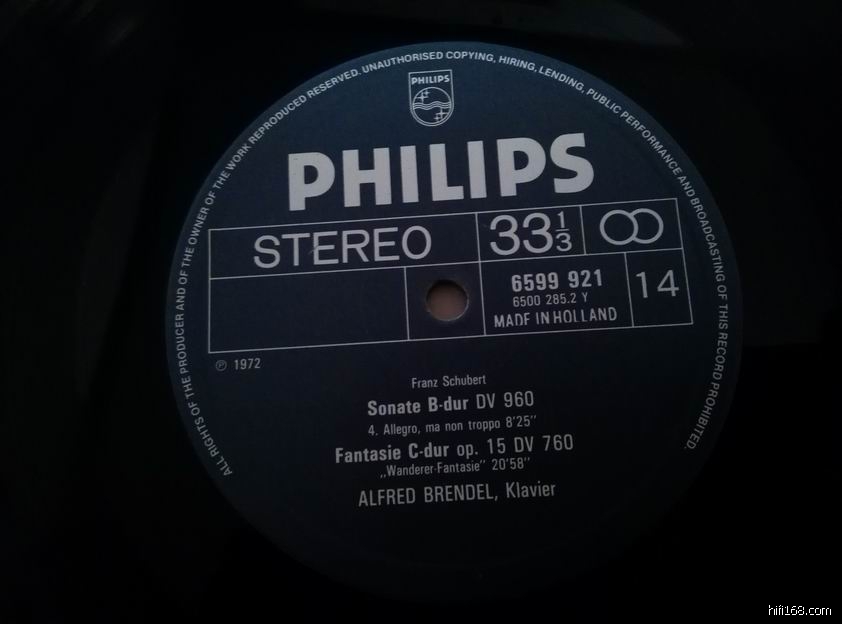 ALL RIGHTS OF THE PRODUCER AND OF THE OWNER OF THE WORK REPRODUCED RESERVED. UNAUTHORISED COPYING, HIRING, LENDING, PUBLIC PERFORMANCE AND BROADCASTING OF THIS RECORD PROHIBITED.
PHILIPS
PHILIPS
STEREO
33 1/3
6599 921
6500 285.2 Y
MADE IN HOLLAND
14
℗ 1972
Franz Schubert
Sonate B-dur DV 960
4. Allegro, ma non troppo 8'25"
Fantasie C-dur op. 15 DV 760
„Wanderer-Fantasie" 20'58"
ALFRED BRENDEL, Klavier
hifi168.com